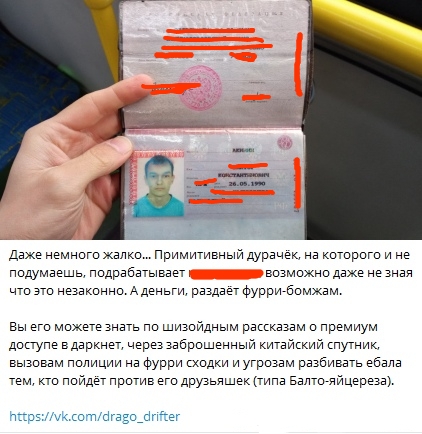 КОНСТАНТИНОВИЧ
26.05.1990
Даже немного жалко... Примитивный дурачёк, на которого и не
подумаешь, подрабатывает возможно даже не зная
что это незаконно. А деньги, раздаёт фурри-бомжам.
Вы его можете знать по шизойдным рассказам о премиум
доступе в даркнет, через заброшенный китайский спутник,
вызовам полиции на фурри сходки и угрозам разбивать ебала
тем, кто пойдёт против его друзьяшек (типа Балто-яйцереза).
https://vk.com/drago_drifter